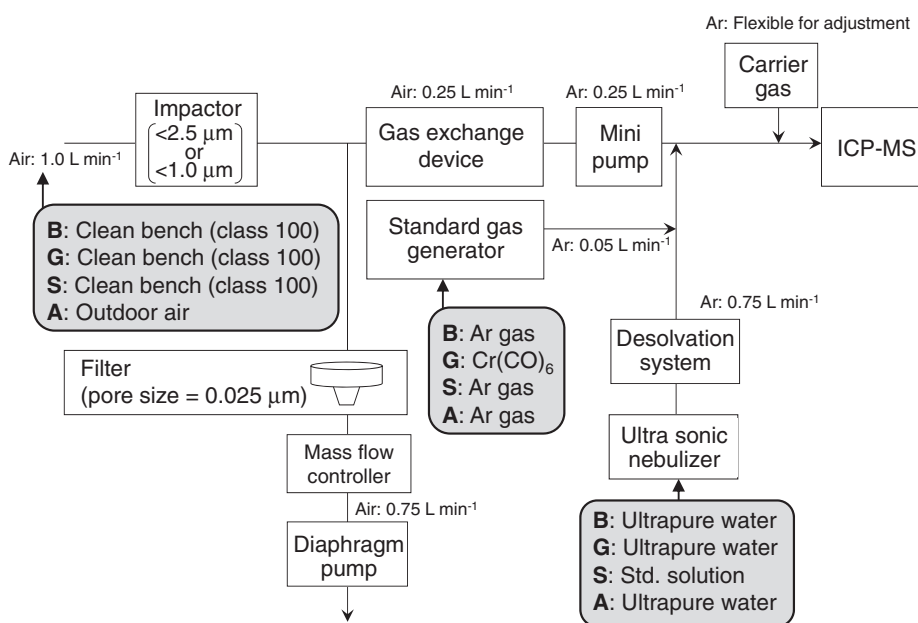 Ar: Flexible for adjustment
Carrier
gas
Air: 0.25 L min⁻¹
Ar: 0.25 L min⁻¹
Impactor
<2.5 μm
or
<1.0 μm
Air: 1.0 L min⁻¹
Gas exchange
device
Mini
pump
ICP-MS
B: Clean bench (class 100)
G: Clean bench (class 100)
S: Clean bench (class 100)
A: Outdoor air
Standard gas
generator
Ar: 0.05 L min⁻¹
B: Ar gas
G: Cr(CO)₆
S: Ar gas
A: Ar gas
Ar: 0.75 L min⁻¹
Desolvation
system
Filter
(pore size = 0.025 μm)
Ultra sonic
nebulizer
Mass flow
controller
Air: 0.75 L min⁻¹
Diaphragm
pump
B: Ultrapure water
G: Ultrapure water
S: Std. solution
A: Ultrapure water